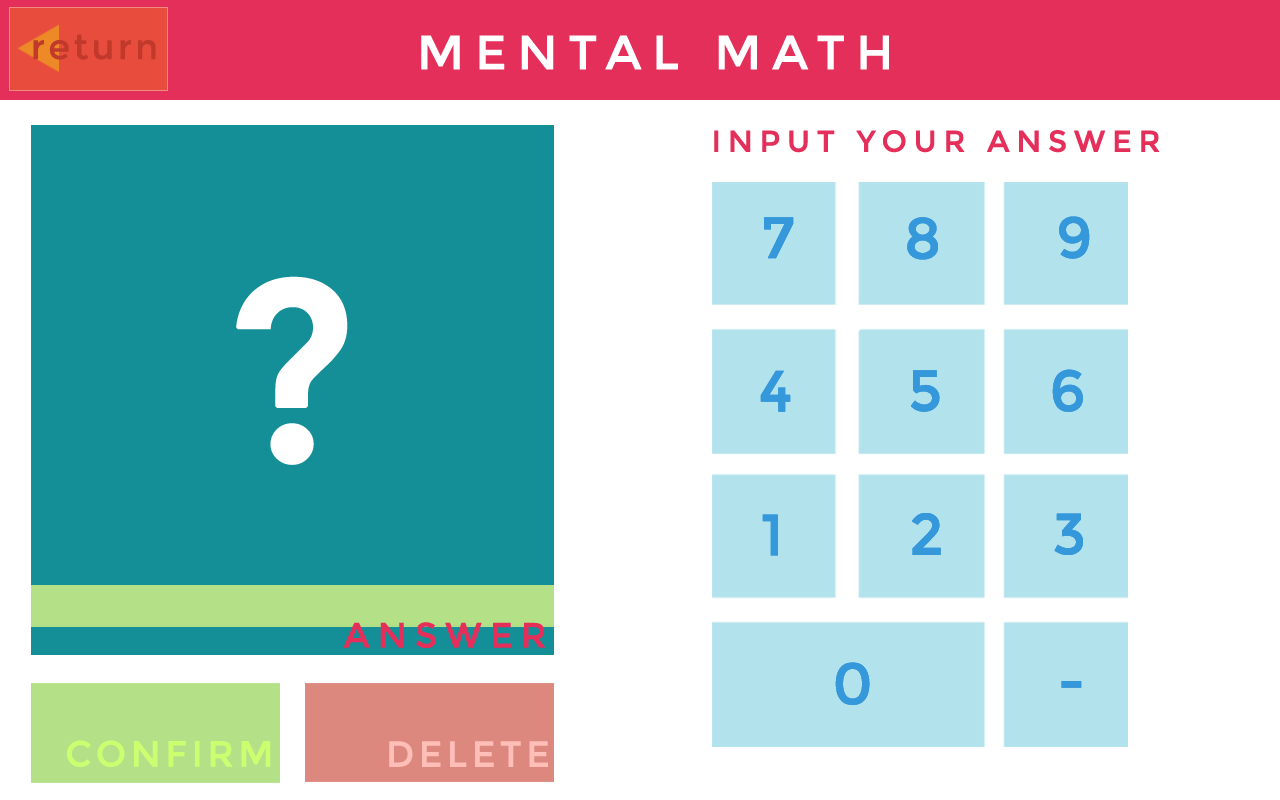 return
MENTAL MATH
INPUT YOUR ANSWER
?
7 8 9
4 5 6
1 2 3
0 -
ANSWER
CONFIRM DELETE